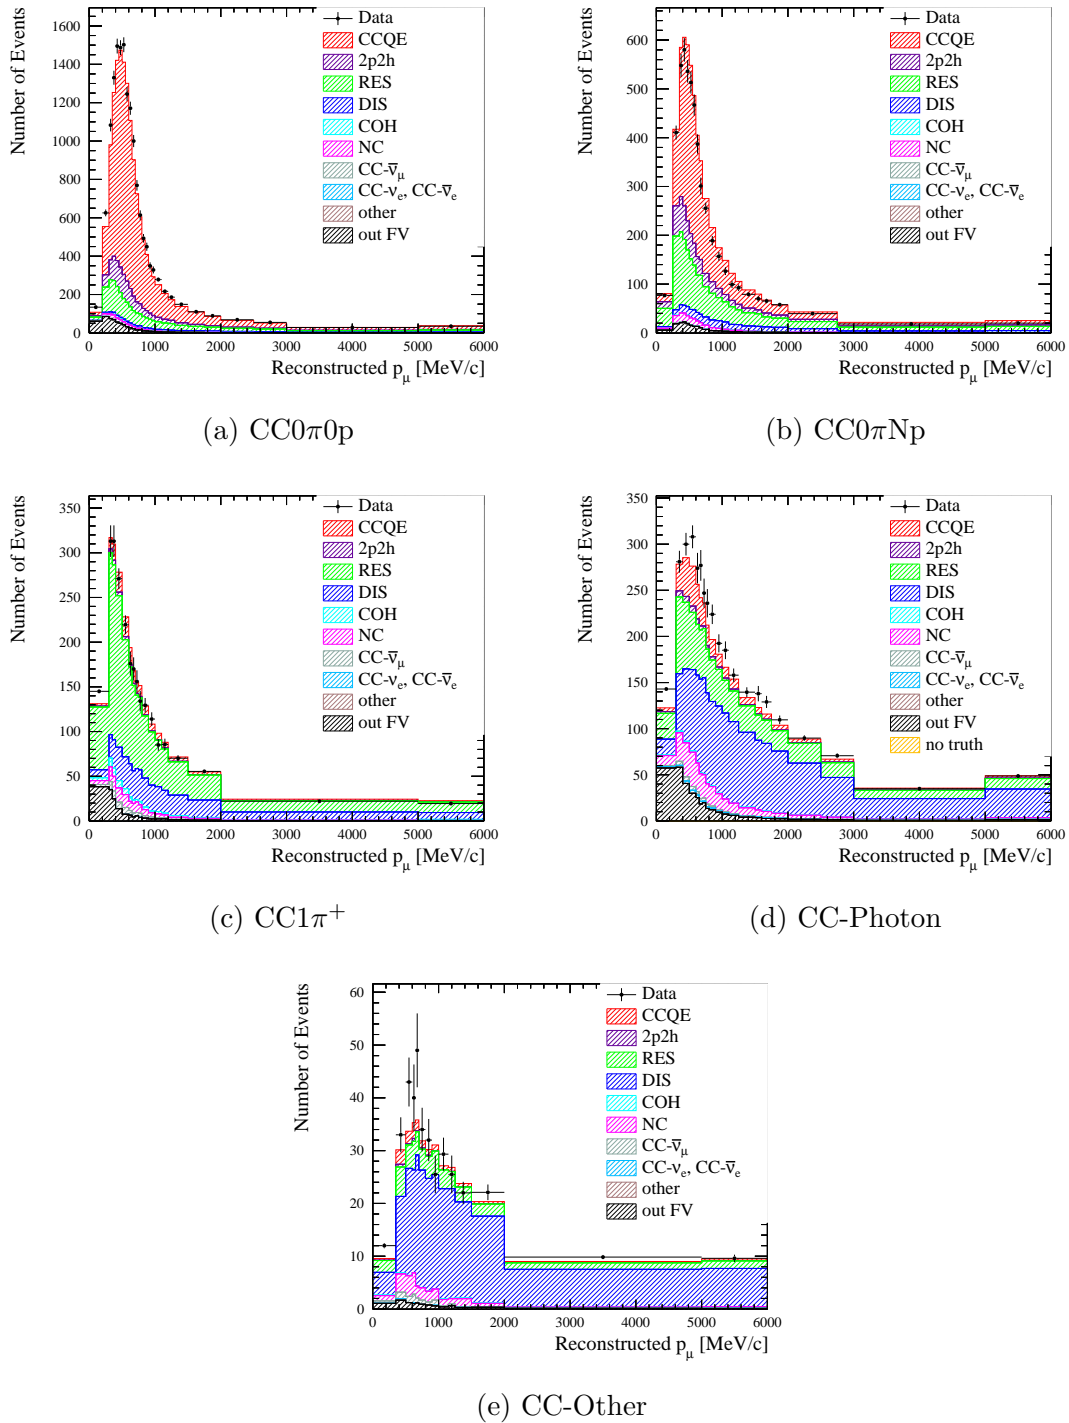 Number of Events
1600
1400
1200
1000
800
600
400
200
0
0 1000 2000 3000 4000 5000 6000
Reconstructed pμ [MeV/c]
Data
CCQE
2p2h
RES
DIS
COH
NC
CC-ν̅μ
CC-νe, CC-ν̅e
other
out FV
(a) CC0π0p
Number of Events
600
500
400
300
200
100
0
0 1000 2000 3000 4000 5000 6000
Reconstructed pμ [MeV/c]
Data
CCQE
2p2h
RES
DIS
COH
NC
CC-ν̅μ
CC-νe, CC-ν̅e
other
out FV
(b) CC0πNp
Number of Events
350
300
250
200
150
100
50
0
0 1000 2000 3000 4000 5000 6000
Reconstructed pμ [MeV/c]
Data
CCQE
2p2h
RES
DIS
COH
NC
CC-ν̅μ
CC-νe, CC-ν̅e
other
out FV
(c) CC1π⁺
Number of Events
350
300
250
200
150
100
50
0
0 1000 2000 3000 4000 5000 6000
Reconstructed pμ [MeV/c]
Data
CCQE
2p2h
RES
DIS
COH
NC
CC-ν̅μ
CC-νe, CC-ν̅e
other
out FV
no truth
(d) CC-Photon
Number of Events
60
50
40
30
20
10
0
0 1000 2000 3000 4000 5000 6000
Reconstructed pμ [MeV/c]
Data
CCQE
2p2h
RES
DIS
COH
NC
CC-ν̅μ
CC-νe, CC-ν̅e
other
out FV
(e) CC-Other